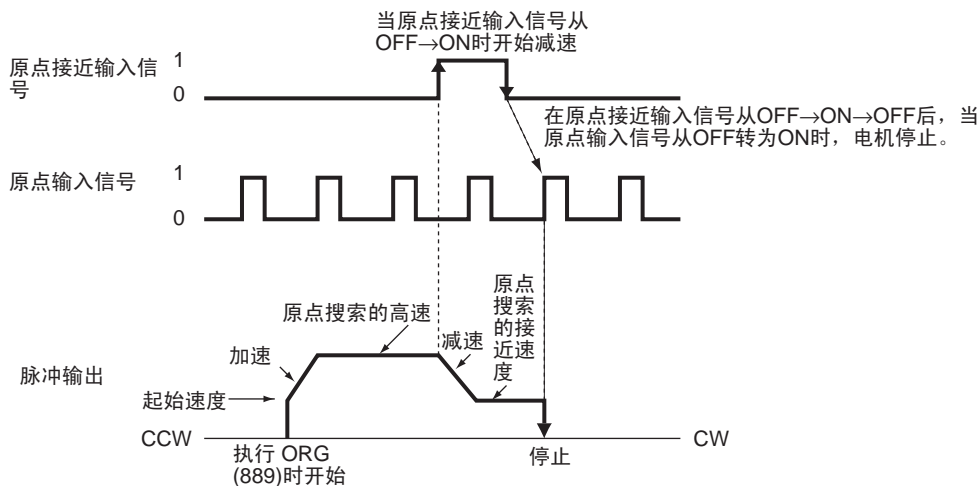 当原点接近输入信号从
OFF→ON时开始减速
原点接近输入信
号
1
0
在原点接近输入信号从OFF→ON→OFF后，当
原点输入信号从OFF转为ON时，电机停止。
原点输入信号
1
0
原点搜索的高速
原点
搜索
的接
近速
度
减速
加速
脉冲输出
起始速度
CCW
CW
执行 ORG
(889)时开始
停止